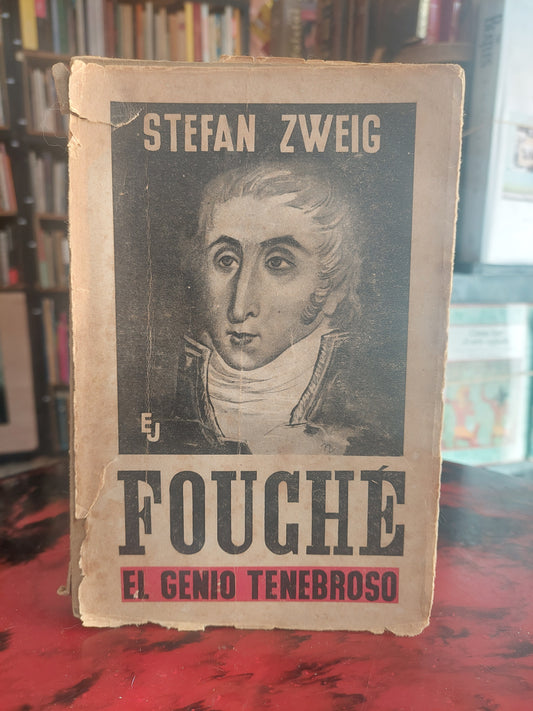 STEFAN ZWEIG
EJ
FOUCHÉ
EL GENIO TENEBROSO